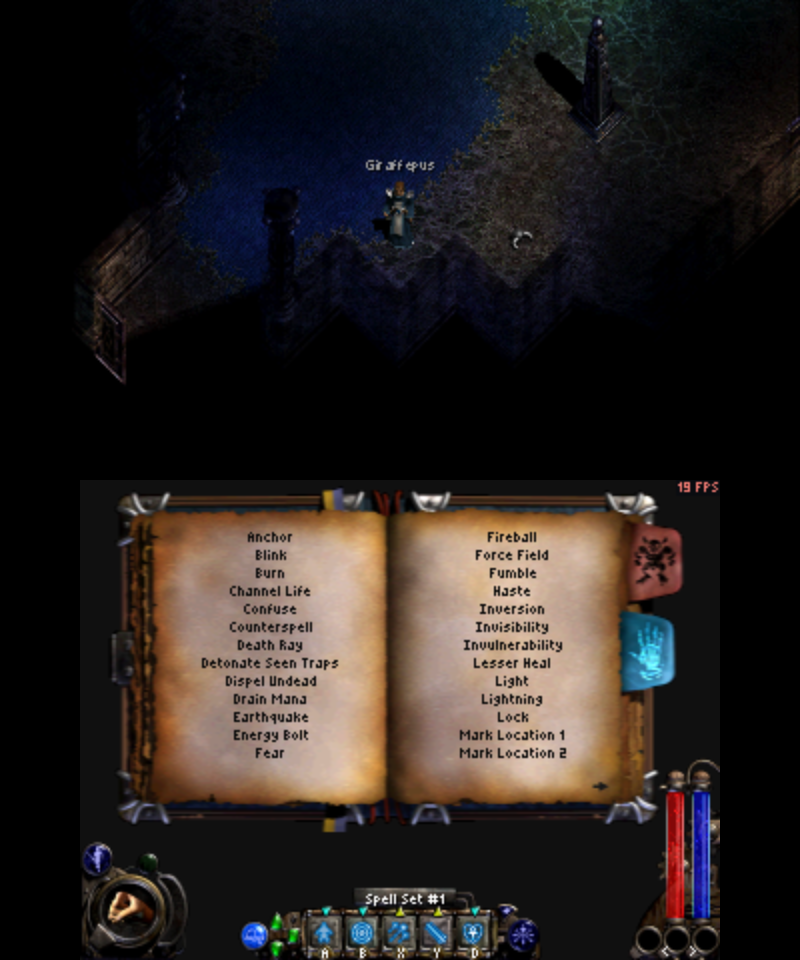 Giraffepus
19 FPS
Anchor
Blink
Burn
Channel Life
Confuse
Counterspell
Death Ray
Detonate Seen Traps
Dispel Undead
Drain Mana
Earthquake
Energy Bolt
Fear
Fireball
Force Field
Fumble
Haste
Inversion
Invisibility
Invulnerability
Lesser Heal
Light
Lightning
Lock
Mark Location 1
Mark Location 2
Spell Set #1
A B X Y D